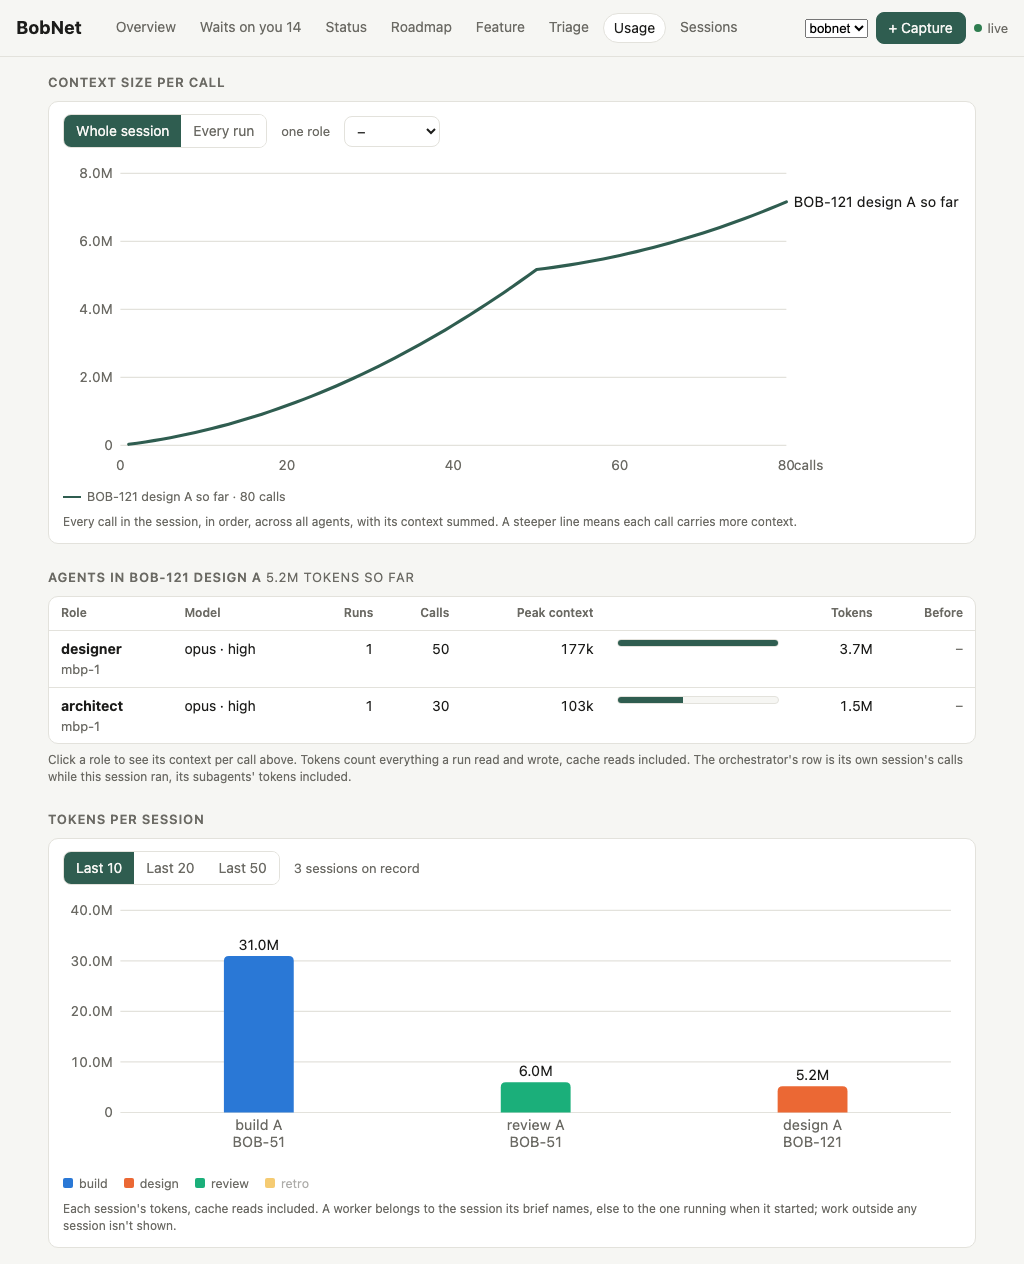 BobNet
Overview
Waits on you 14
Status
Roadmap
Feature
Triage
Usage
Sessions
bobnet
+ Capture
live
CONTEXT SIZE PER CALL
Whole session
Every run
one role
–
8.0M
6.0M
4.0M
2.0M
0
BOB-121 design A so far
0
20
40
60
80calls
BOB-121 design A so far · 80 calls
Every call in the session, in order, across all agents, with its context summed. A steeper line means each call carries more context.
AGENTS IN BOB-121 DESIGN A 5.2M TOKENS SO FAR
Role Model Runs Calls Peak context Tokens Before
designer opus · high 1 50 177k 3.7M –
mbp-1
architect opus · high 1 30 103k 1.5M –
mbp-1
Click a role to see its context per call above. Tokens count everything a run read and wrote, cache reads included. The orchestrator's row is its own session's calls
while this session ran, its subagents' tokens included.
TOKENS PER SESSION
Last 10
Last 20
Last 50
3 sessions on record
40.0M
30.0M
20.0M
10.0M
0
31.0M
6.0M
5.2M
build A
BOB-51
review A
BOB-51
design A
BOB-121
build
design
review
retro
Each session's tokens, cache reads included. A worker belongs to the session its brief names, else to the one running when it started; work outside any
session isn't shown.